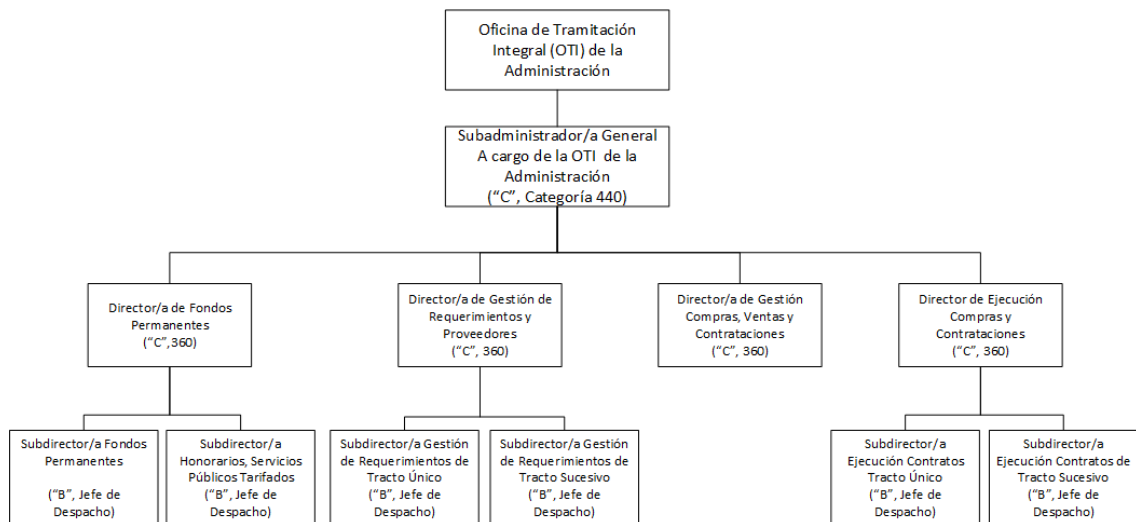 Oficina de Tramitación
Integral (OTI) de la
Administración
Subadministrador/a General
A cargo de la OTI de la
Administración
(“C”, Categoría 440)
Director/a de Fondos
Permanentes
(“C”,360)
Director/a de Gestión de
Requerimientos y
Proveedores
(“C”, 360)
Director/a de Gestión
Compras, Ventas y
Contrataciones
(“C”, 360)
Director de Ejecución
Compras y
Contrataciones
(“C”, 360)
Subdirector/a Fondos
Permanentes
(“B”, Jefe de
Despacho)
Subdirector/a
Honorarios, Servicios
Públicos Tarifados
(“B”, Jefe de
Despacho)
Subdirector/a Gestión
de Requerimientos de
Tracto Único
(“B”, Jefe de
Despacho)
Subdirector/a Gestión
de Requerimientos de
Tracto Sucesivo
(“B”, Jefe de
Despacho)
Subdirector/a
Ejecución Contratos
Tracto Único
(“B”, Jefe de
Despacho)
Subdirector/a
Ejecución Contratos de
Tracto Sucesivo
(“B”, Jefe de
Despacho)